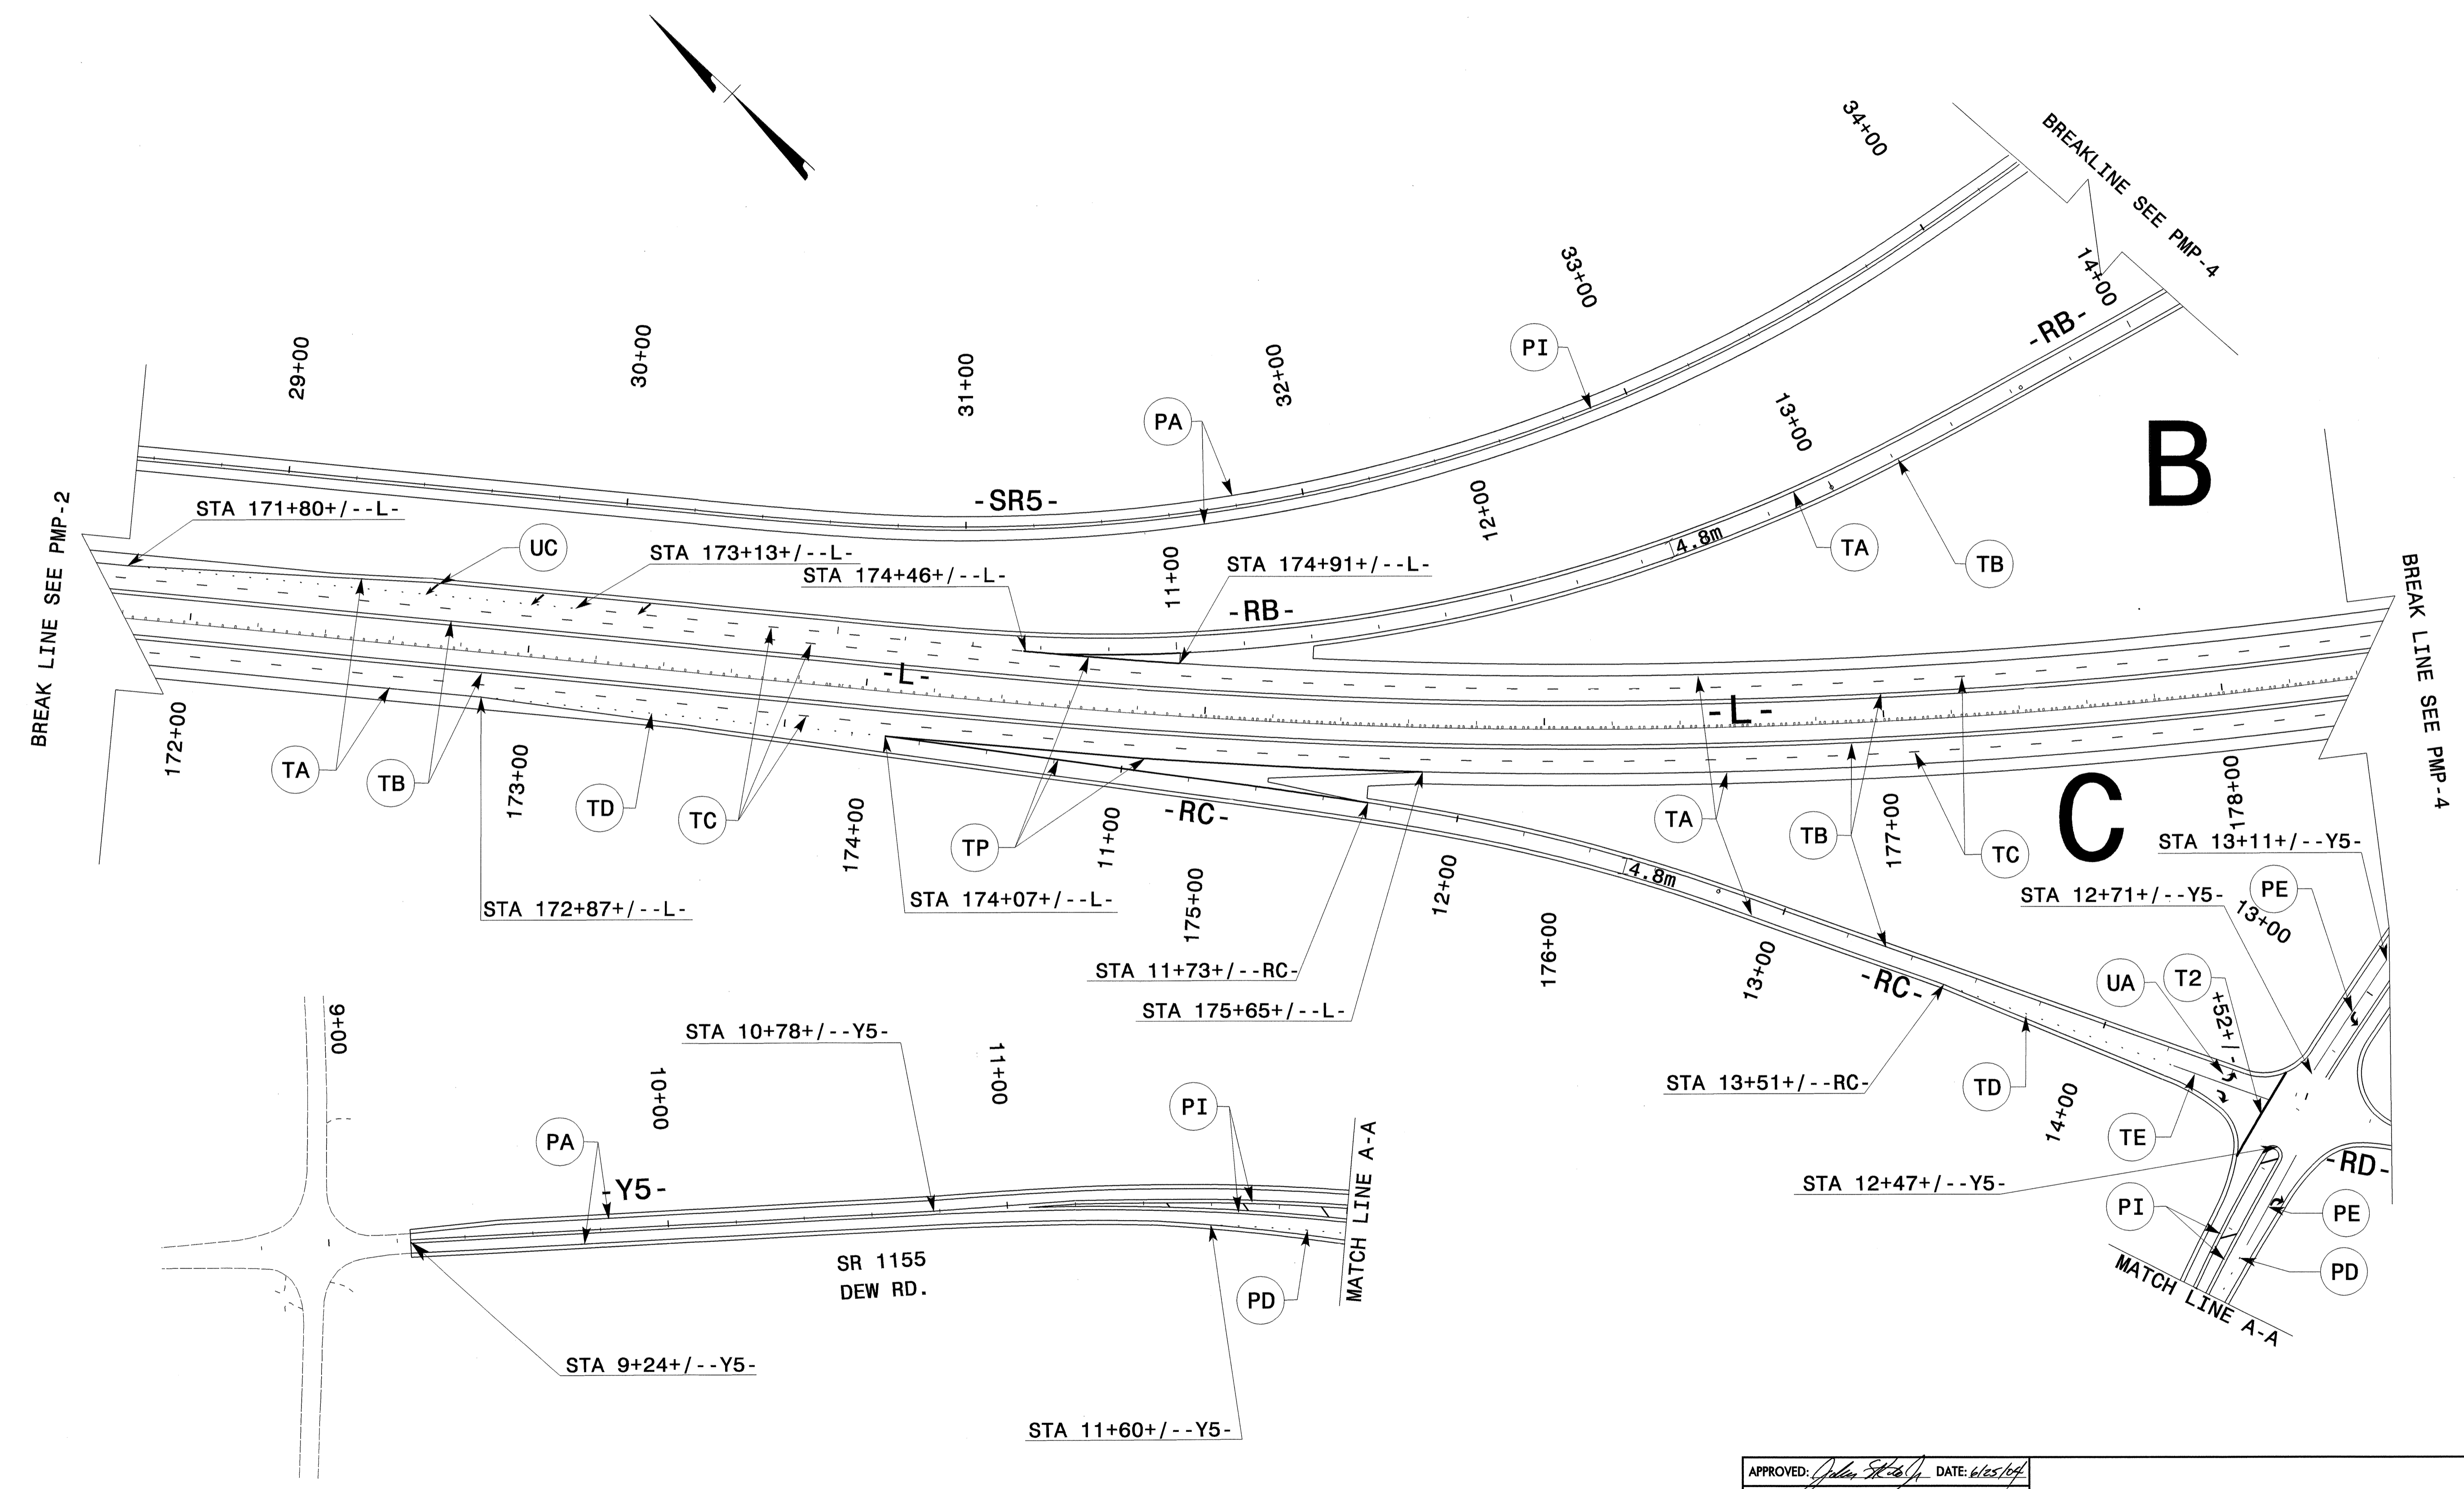 34+00
BREAKLINE SEE PMP-4
33+00
14+00
29+00
30+00
31+00
32+00
PI
-RB-
PA
13+00
B
-SR5-
12+00
BREAK LINE SEE PMP-2
STA 171+80+/--L-
UC
STA 173+13+/--L-
STA 174+46+/--L-
11+00
STA 174+91+/--L-
4.8m
TA
TB
-RB-
BREAK LINE SEE PMP-4
-L-
-L-
172+00
TA
TB
173+00
TD
TC
174+00
TP
11+00
-RC-
TA
TB
177+00
TC
C
178+00
STA 13+11+/--Y5-
STA 172+87+/--L-
STA 174+07+/--L-
175+00
12+00
4.8m
176+00
STA 12+71+/--Y5-
PE
13+00
STA 11+73+/--RC-
STA 175+65+/--L-
13+00
-RC-
UA
T2
+52+/-
9+00
STA 10+78+/--Y5-
10+00
11+00
PI
MATCH LINE A-A
STA 13+51+/--RC-
TD
14+00
TE
PA
-Y5-
-RD-
STA 12+47+/--Y5-
PI
PE
PD
SR 1155
DEW RD.
PD
MATCH LINE A-A
STA 9+24+/--Y5-
STA 11+60+/--Y5-
APPROVED: DATE: 6/25/04